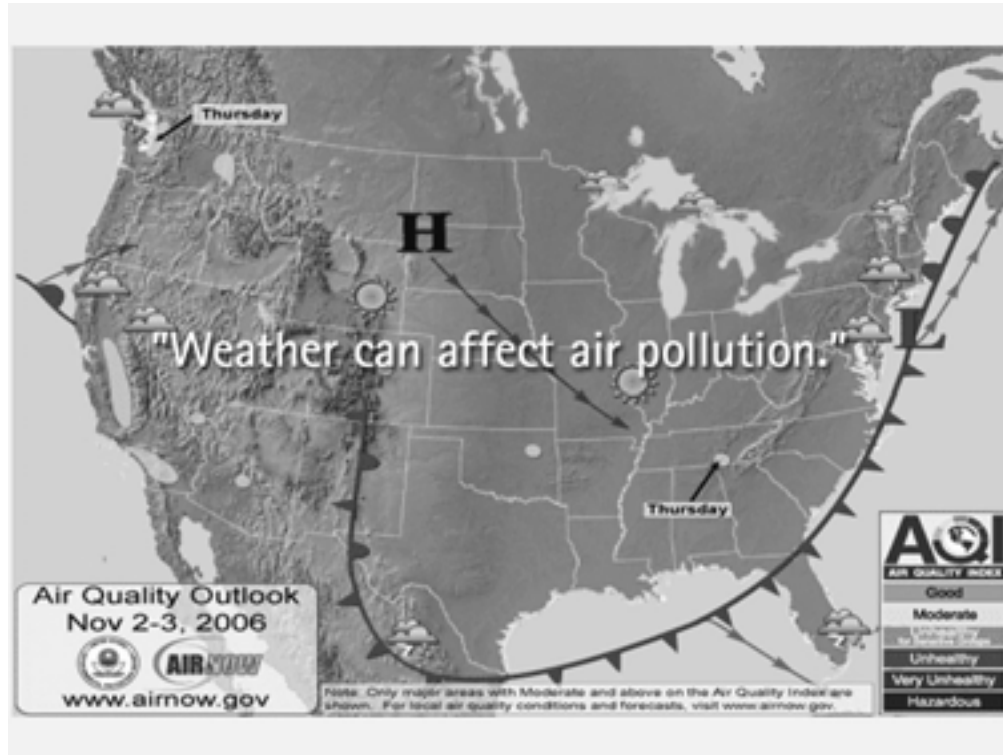 Thursday
H
"Weather can affect air pollution."
L
Thursday
AQI
AIR QUALITY INDEX
Good
Moderate
Unhealthy
Very Unhealthy
Hazardous
Air Quality Outlook
Nov 2-3, 2006
AIRNOW
www.airnow.gov
Note: Only major areas with Moderate and above on the Air Quality Index are
shown. For local air quality conditions and forecasts, visit www.airnow.gov.